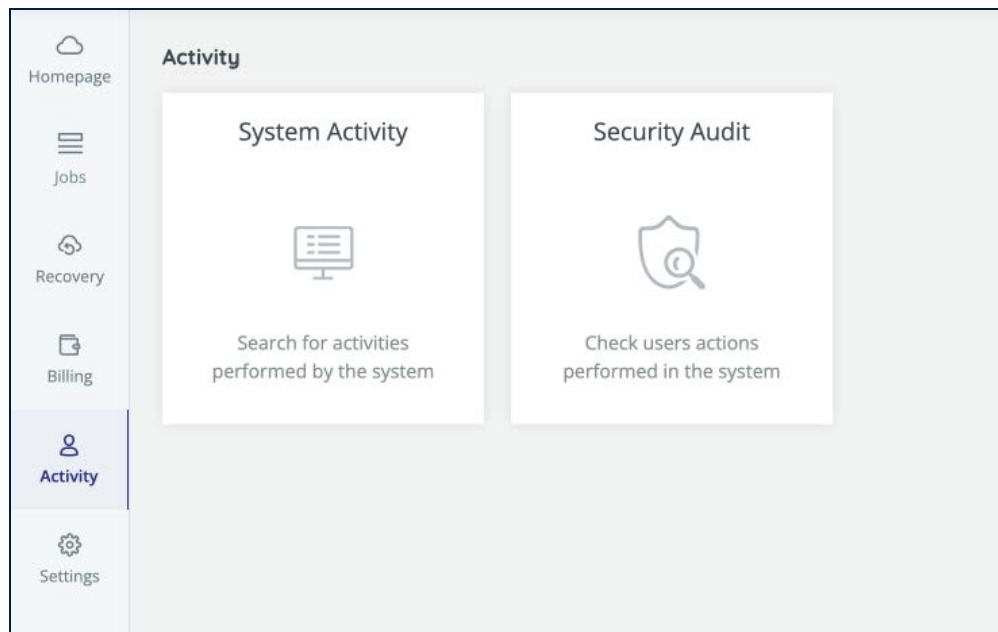 Homepage
Jobs
Recovery
Billing
Activity
Settings
Activity
System Activity
Search for activities
performed by the system
Security Audit
Check users actions
performed in the system